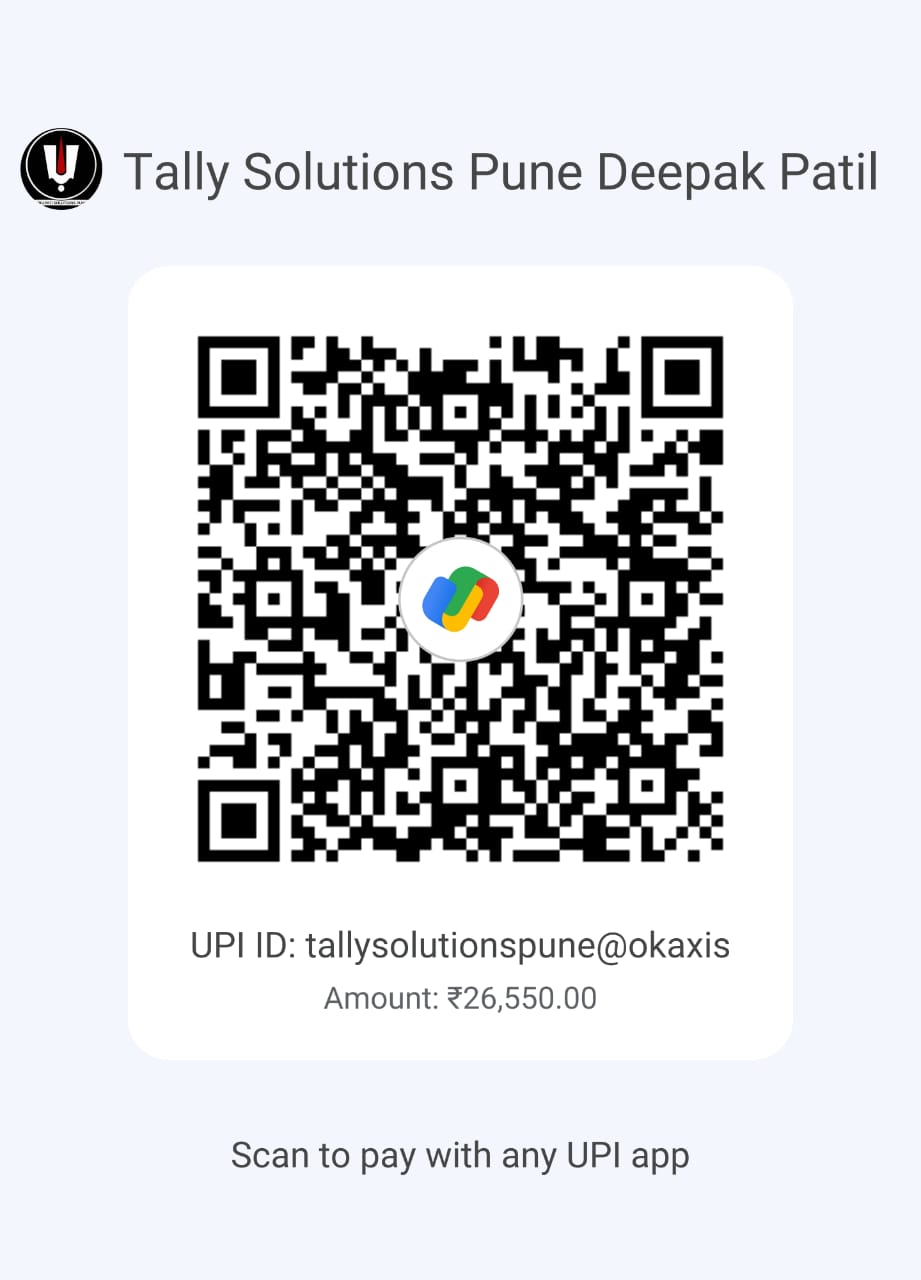 Tally Solutions Pune Deepak Patil
UPI ID: tallysolutionspune@okaxis
Amount: ₹26,550.00
Scan to pay with any UPI app